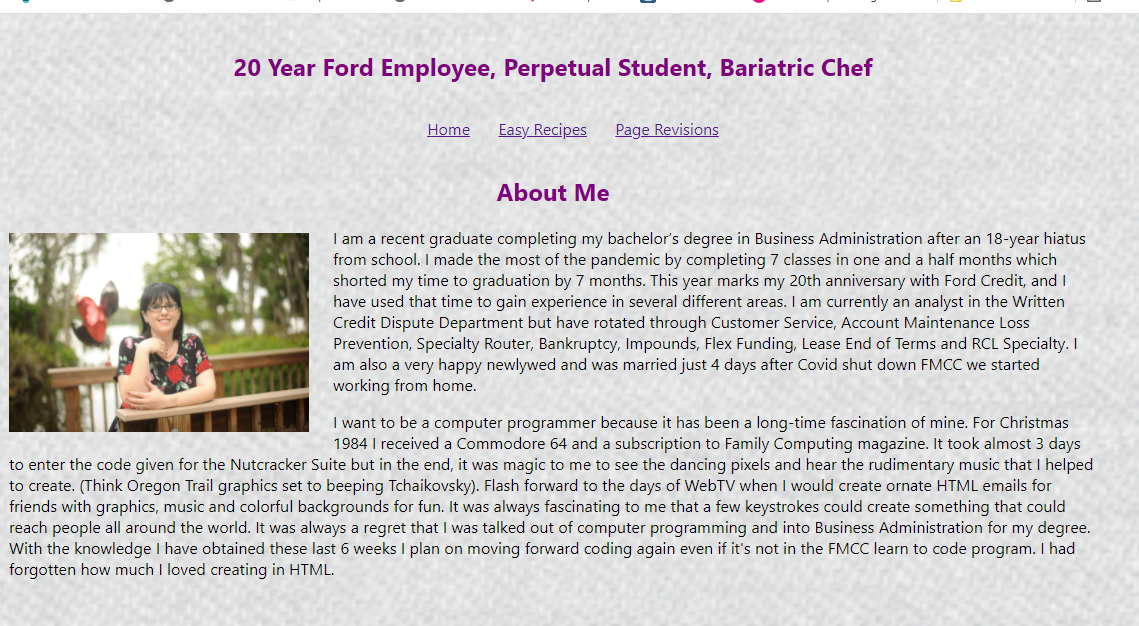 20 Year Ford Employee, Perpetual Student, Bariatric Chef
Home Easy Recipes Page Revisions
About Me
I am a recent graduate completing my bachelor's degree in Business Administration after an 18-year hiatus
from school. I made the most of the pandemic by completing 7 classes in one and a half months which
shorted my time to graduation by 7 months. This year marks my 20th anniversary with Ford Credit, and I
have used that time to gain experience in several different areas. I am currently an analyst in the Written
Credit Dispute Department but have rotated through Customer Service, Account Maintenance Loss
Prevention, Specialty Router, Bankruptcy, Impounds, Flex Funding, Lease End of Terms and RCL Specialty. I
am also a very happy newlywed and was married just 4 days after Covid shut down FMCC we started
working from home.
I want to be a computer programmer because it has been a long-time fascination of mine. For Christmas
1984 I received a Commodore 64 and a subscription to Family Computing magazine. It took almost 3 days
to enter the code given for the Nutcracker Suite but in the end, it was magic to me to see the dancing pixels and hear the rudimentary music that I helped
to create. (Think Oregon Trail graphics set to beeping Tchaikovsky). Flash forward to the days of WebTV when I would create ornate HTML emails for
friends with graphics, music and colorful backgrounds for fun. It was always fascinating to me that a few keystrokes could create something that could
reach people all around the world. It was always a regret that I was talked out of computer programming and into Business Administration for my degree.
With the knowledge I have obtained these last 6 weeks I plan on moving forward coding again even if it's not in the FMCC learn to code program. I had
forgotten how much I loved creating in HTML.